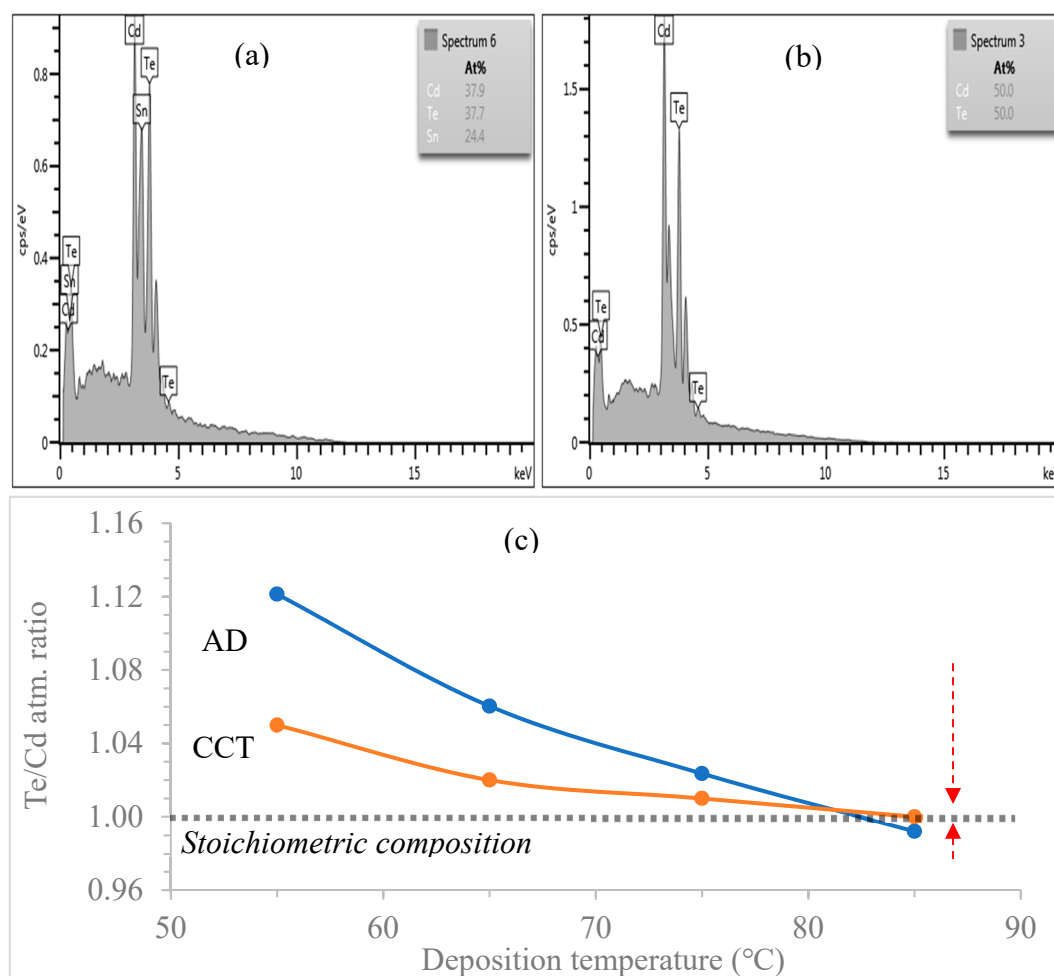 (a)
Spectrum 6
At%
Cd 37.9
Te 37.7
Sn 24.4
Cd
Te
Sn
Te
Sn
Cd
Te
0.8
0.6
0.4
0.2
0
cps/eV
0 5 10 15 keV
(b)
Spectrum 3
At%
Cd 50.0
Te 50.0
Cd
Te
Te
Cd
Te
1.5
1
0.5
0
cps/eV
0 5 10 15 ke
(c)
1.16
1.12
1.08
1.04
1.00
0.96
Te/Cd atm. ratio
AD
CCT
Stoichiometric composition
50 60 70 80 90
Deposition temperature (°C)